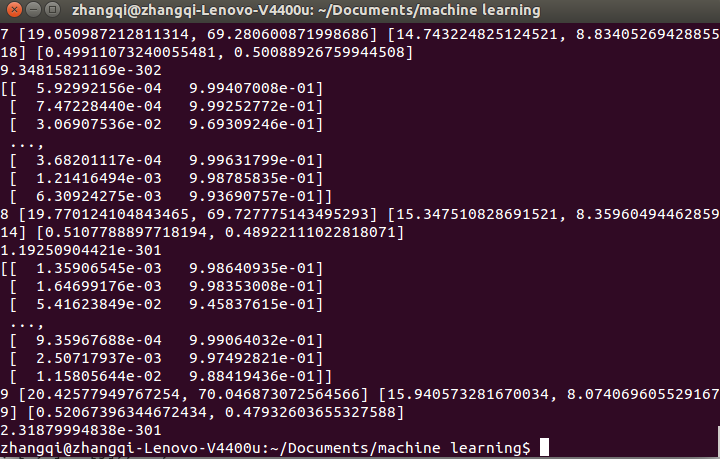 zhangqi@zhangqi-Lenovo-V4400u: ~/Documents/machine learning
7 [19.050987212811314, 69.280600871998686] [14.743224825124521, 8.8340526942885518] [0.49911073240055481, 0.50088926759944508]
9.34815821169e-302
[[  5.92992156e-04   9.99407008e-01]
 [  7.47228440e-04   9.99252772e-01]
 [  3.06907536e-02   9.69309246e-01]
 ...,
 [  3.68201117e-04   9.99631799e-01]
 [  1.21416494e-03   9.98785835e-01]
 [  6.30924275e-03   9.93690757e-01]]
8 [19.770124104843465, 69.727775143495293] [15.347510828691521, 8.3596049446285914] [0.5107788897718194, 0.48922111022818071]
1.19250904421e-301
[[  1.35906545e-03   9.98640935e-01]
 [  1.64699176e-03   9.98353008e-01]
 [  5.41623849e-02   9.45837615e-01]
 ...,
 [  9.35967688e-04   9.99064032e-01]
 [  2.50717937e-03   9.97492821e-01]
 [  1.15805644e-02   9.88419436e-01]]
9 [20.42577949767254, 70.046873072564566] [15.940573281670034, 8.0740696055291679] [0.52067396344672434, 0.47932603655327588]
2.31879994838e-301
zhangqi@zhangqi-Lenovo-V4400u:~/Documents/machine learning$